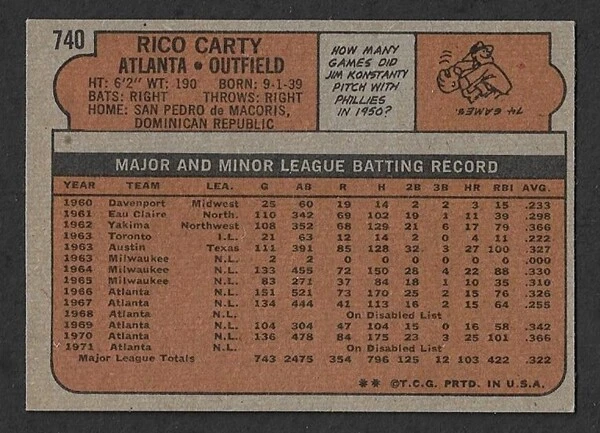 740
RICO CARTY
ATLANTA • OUTFIELD
HT: 6'2" WT: 190 BORN: 9-1-39
BATS: RIGHT THROWS: RIGHT
HOME: SAN PEDRO de MACORIS,
DOMINICAN REPUBLIC
HOW MANY
GAMES DID
JIM KONSTANTY
PITCH WITH
PHILLIES
IN 1950?
74 GAMES.
MAJOR AND MINOR LEAGUE BATTING RECORD
YEAR TEAM LEA. G AB R H 2B 3B HR RBI AVG.
1960 Davenport Midwest 25 60 19 14 2 2 3 15 .233
1961 Eau Claire North. 110 342 69 102 19 1 11 39 .298
1962 Yakima Northwest 108 352 68 129 21 6 17 79 .366
1963 Toronto I.L. 21 63 12 14 2 0 4 11 .222
1963 Austin Texas 111 391 85 128 32 3 27 100 .327
1963 Milwaukee N.L. 2 2 0 0 0 0 0 0 .000
1964 Milwaukee N.L. 133 455 72 150 28 4 22 88 .330
1965 Milwaukee N.L. 83 271 37 84 18 1 10 35 .310
1966 Atlanta N.L. 151 521 73 170 25 2 15 76 .326
1967 Atlanta N.L. 134 444 41 113 16 2 15 64 .255
1968 Atlanta N.L. On Disabled List
1969 Atlanta N.L. 104 304 47 104 15 0 16 58 .342
1970 Atlanta N.L. 136 478 84 175 23 3 25 101 .366
1971 Atlanta N.L. On Disabled List
Major League Totals 743 2475 354 796 125 12 103 422 .322
** ©T.C.G. PRTD. IN U.S.A.